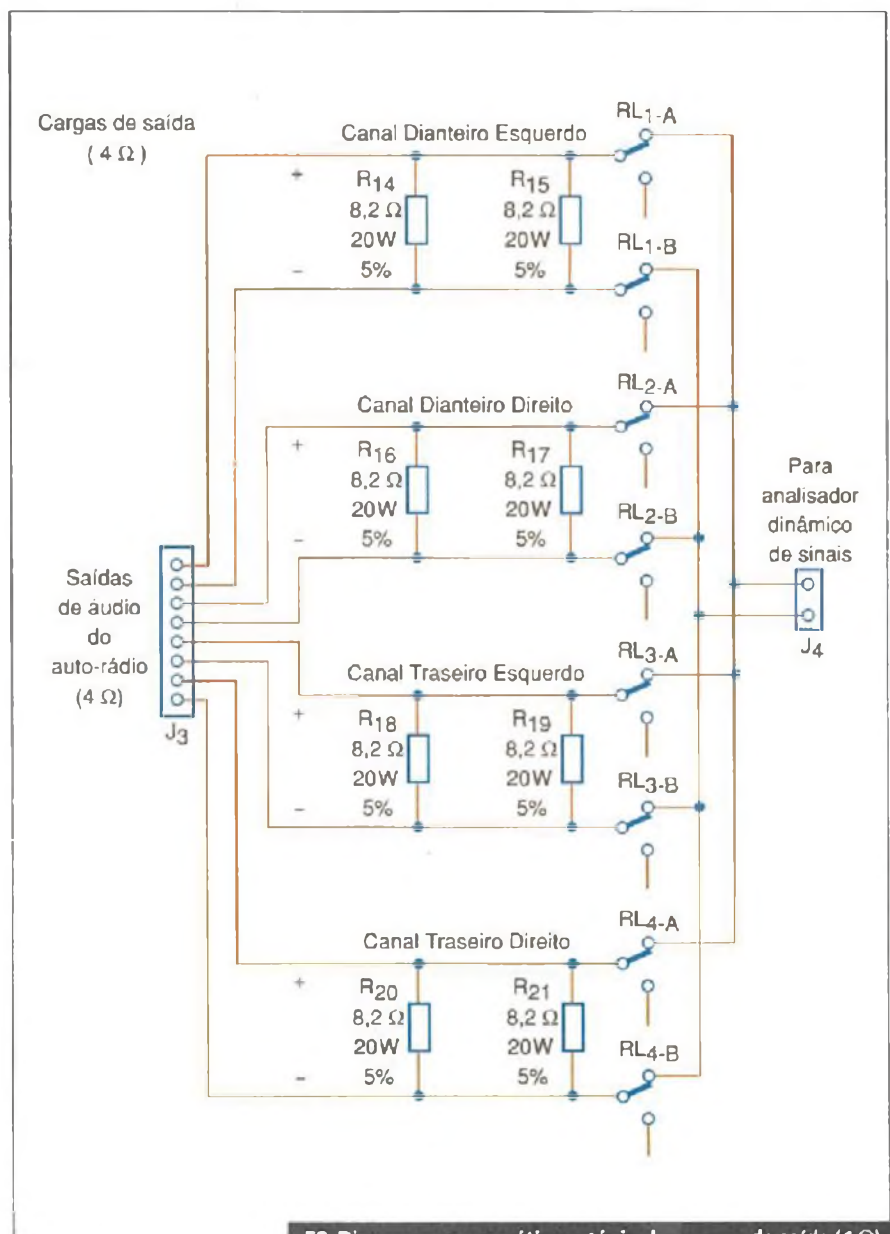 Cargas de saída
( 4 Ω )
Canal Dianteiro Esquerdo
RL1-A
+
R14
8,2 Ω
20W
5%
R15
8,2 Ω
20W
5%
−
RL1-B
Canal Dianteiro Direito
RL2-A
+
R16
8,2 Ω
20W
5%
R17
8,2 Ω
20W
5%
−
RL2-B
Para
analisador
dinâmico
de sinais
J4
Saídas
de áudio
do
auto-rádio
(4 Ω)
J3
Canal Traseiro Esquerdo
RL3-A
+
R18
8,2 Ω
20W
5%
R19
8,2 Ω
20W
5%
−
RL3-B
Canal Traseiro Direito
RL4-A
+
R20
8,2 Ω
20W
5%
R21
8,2 Ω
20W
5%
−
RL4-B